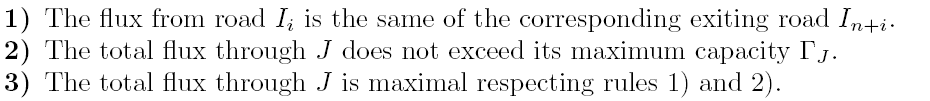 1) The flux from road I_i is the same of the corresponding exiting road I_{n+i}.
2) The total flux through J does not exceed its maximum capacity Γ_J.
3) The total flux through J is maximal respecting rules 1) and 2).